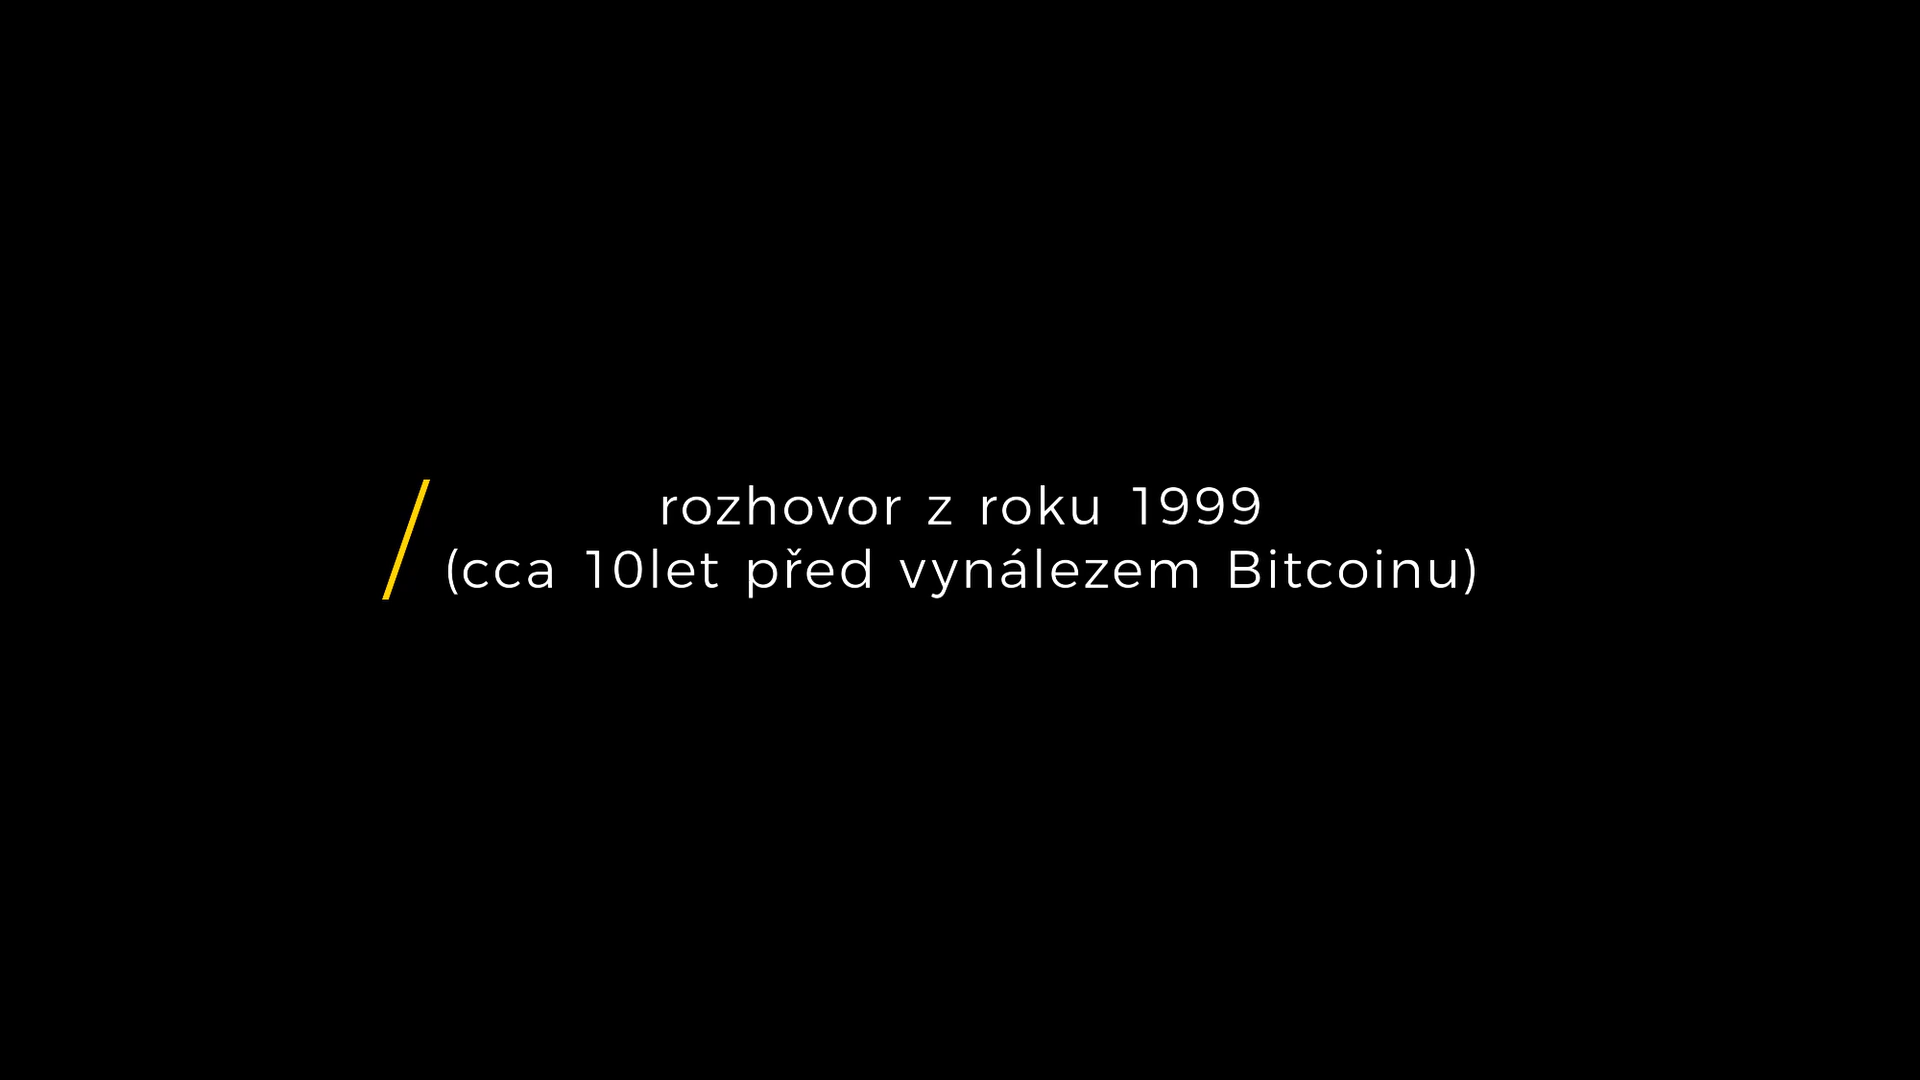 rozhovor z roku 1999
(cca 10let před vynálezem Bitcoinu)